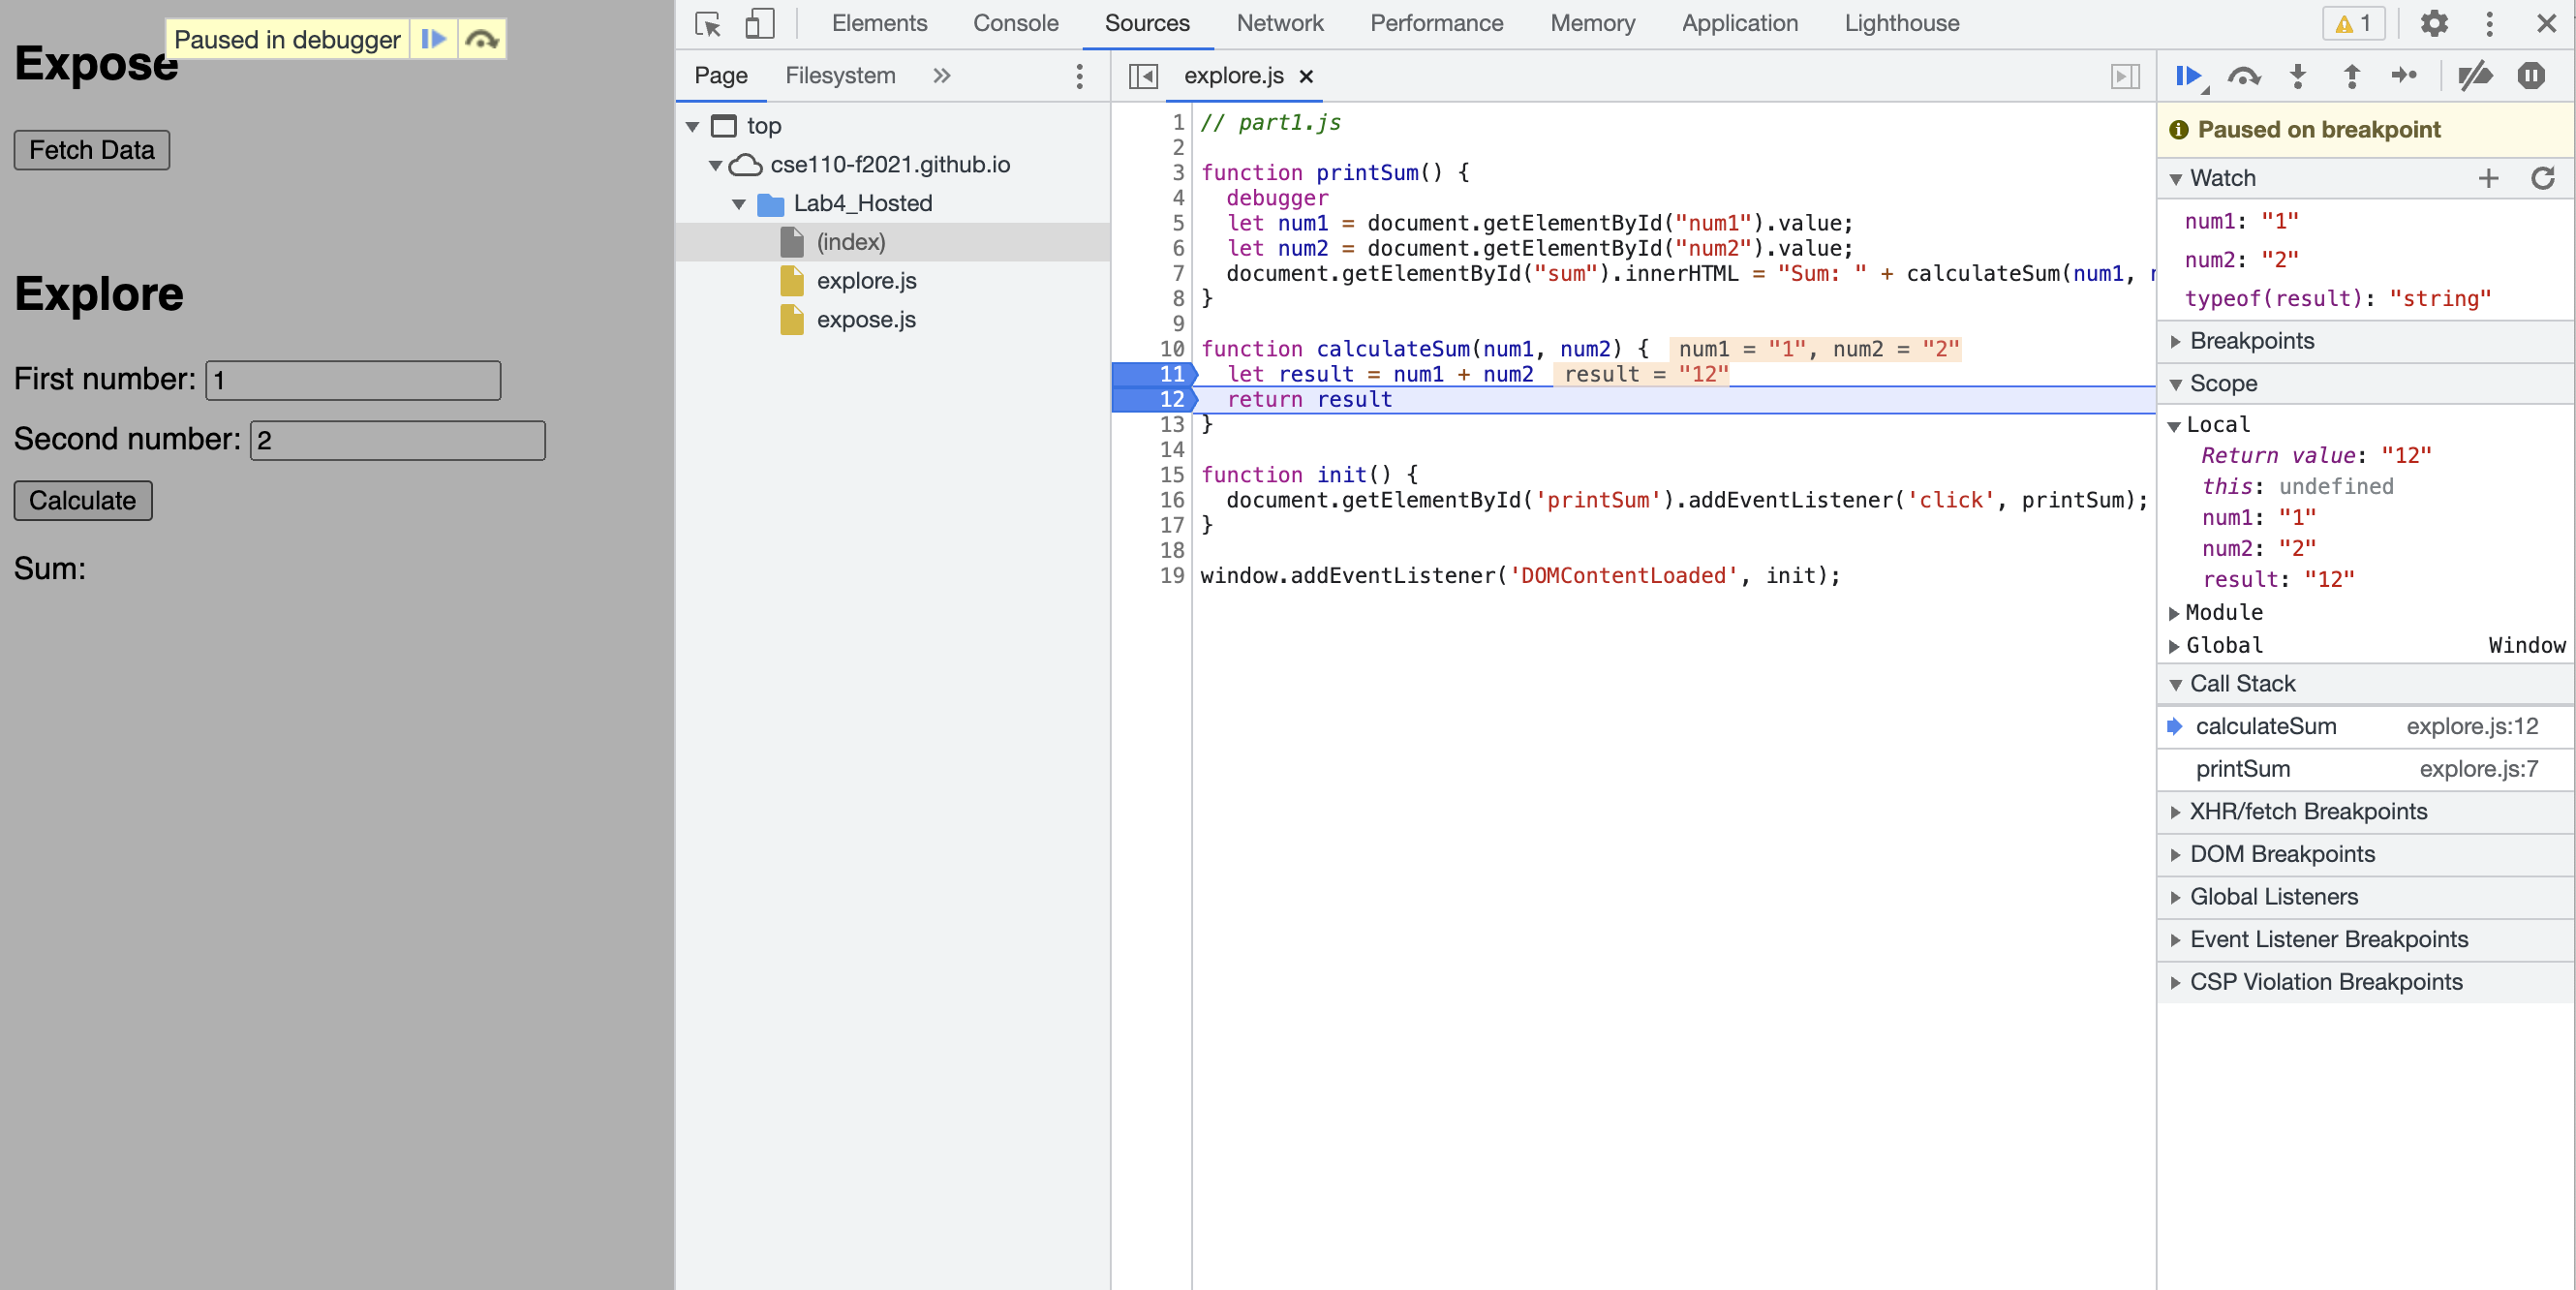 Paused in debugger
Expose
Fetch Data
Explore
First number: 1
Second number: 2
Calculate
Sum:
Elements Console Sources Network Performance Memory Application Lighthouse 1
Page Filesystem »
top
cse110-f2021.github.io
Lab4_Hosted
(index)
explore.js
expose.js
explore.js ×
1 // part1.js
2
3 function printSum() {
4   debugger
5   let num1 = document.getElementById("num1").value;
6   let num2 = document.getElementById("num2").value;
7   document.getElementById("sum").innerHTML = "Sum: " + calculateSum(num1,
8 }
9
10 function calculateSum(num1, num2) { num1 = "1", num2 = "2"
11   let result = num1 + num2 result = "12"
12   return result
13 }
14
15 function init() {
16   document.getElementById('printSum').addEventListener('click', printSum);
17 }
18
19 window.addEventListener('DOMContentLoaded', init);
Paused on breakpoint
Watch
num1: "1"
num2: "2"
typeof(result): "string"
Breakpoints
Scope
Local
Return value: "12"
this: undefined
num1: "1"
num2: "2"
result: "12"
Module
Global Window
Call Stack
calculateSum explore.js:12
printSum explore.js:7
XHR/fetch Breakpoints
DOM Breakpoints
Global Listeners
Event Listener Breakpoints
CSP Violation Breakpoints